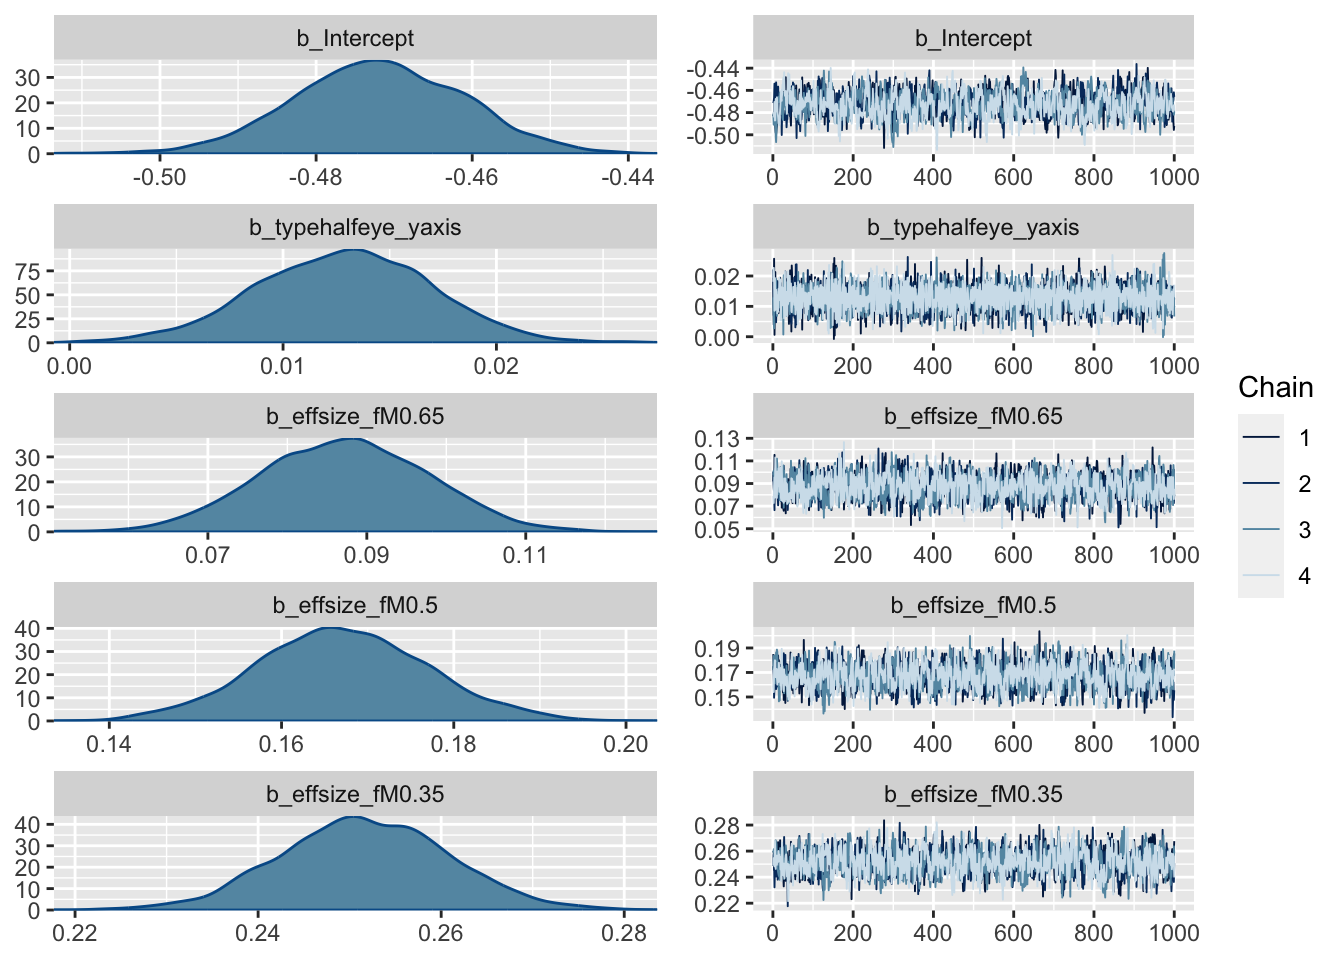 b_Intercept
30
20
10
0
-0.50 -0.48 -0.46 -0.44
b_Intercept
-0.44
-0.46
-0.48
-0.50
0 200 400 600 800 1000
b_typehalfeye_yaxis
75
50
25
0
0.00 0.01 0.02
b_typehalfeye_yaxis
0.02
0.01
0.00
0 200 400 600 800 1000
b_effsize_fM0.65
30
20
10
0
0.07 0.09 0.11
b_effsize_fM0.65
0.13
0.11
0.09
0.07
0.05
0 200 400 600 800 1000
b_effsize_fM0.5
40
30
20
10
0
0.14 0.16 0.18 0.20
b_effsize_fM0.5
0.19
0.17
0.15
0 200 400 600 800 1000
b_effsize_fM0.35
40
30
20
10
0
0.22 0.24 0.26 0.28
b_effsize_fM0.35
0.28
0.26
0.24
0.22
0 200 400 600 800 1000
Chain
1
2
3
4